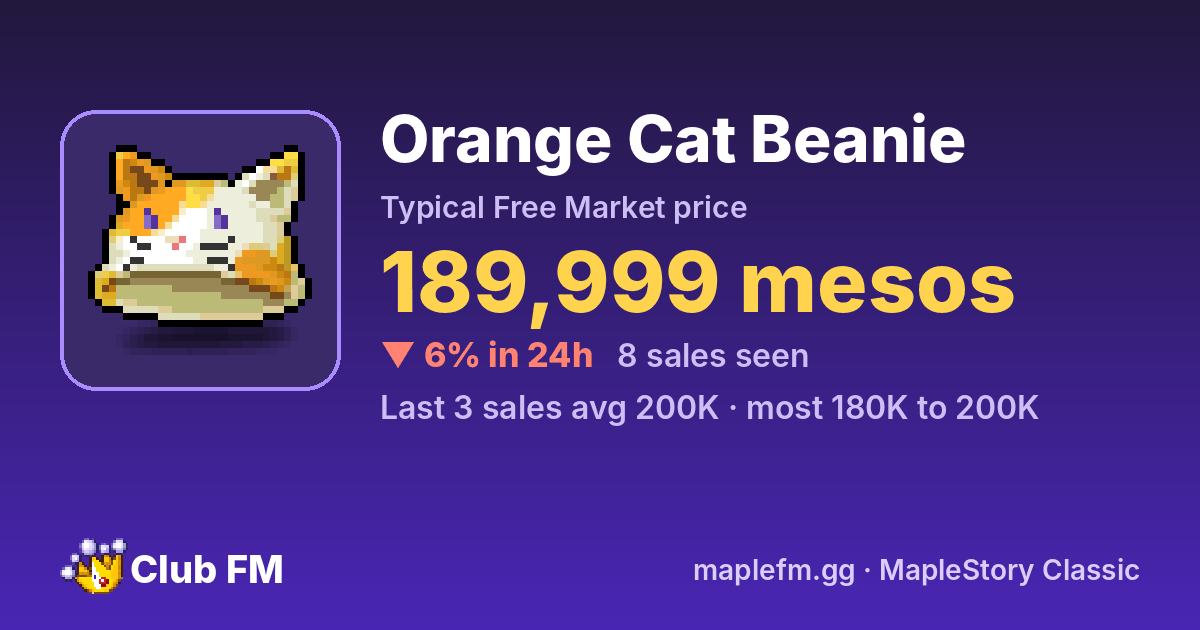 Orange Cat Beanie
Typical Free Market price
189,999 mesos
▼ 6% in 24h 8 sales seen
Last 3 sales avg 200K · most 180K to 200K
Club FM
maplefm.gg · MapleStory Classic